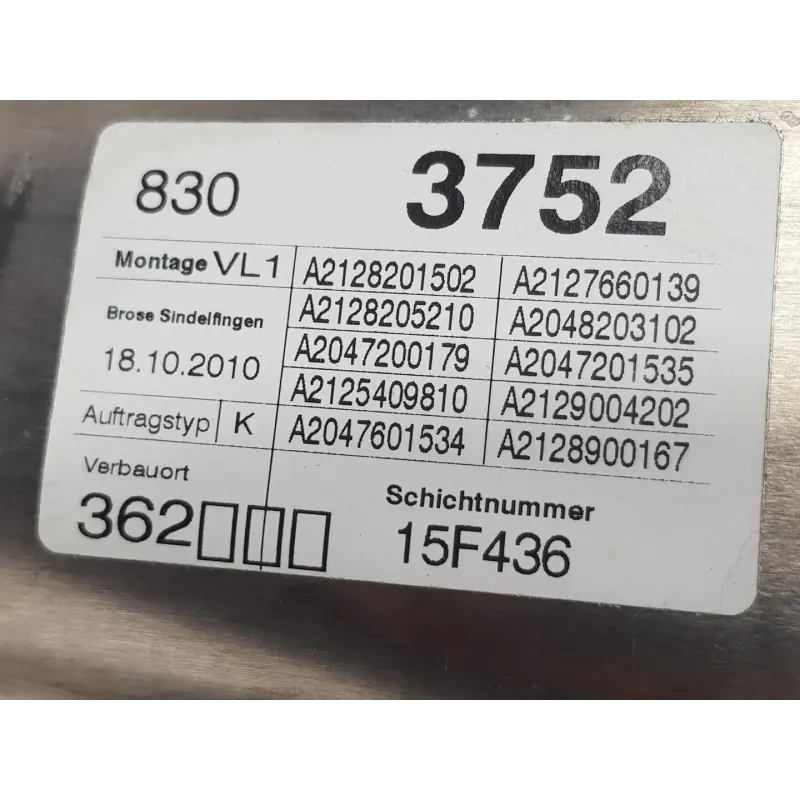 830 3752
Montage VL1 A2128201502 A2127660139
Brose Sindelfingen A2128205210 A2048203102
18.10.2010 A2047200179 A2047201535
Auftragstyp K A2125409810 A2129004202
A2047601534 A2128900167
Verbauort Schichtnummer
362 15F436